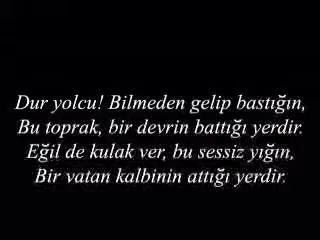 Dur yolcu! Bilmeden gelip bastığın,
Bu toprak, bir devrin battığı yerdir.
Eğil de kulak ver, bu sessiz yığın,
Bir vatan kalbinin attığı yerdir.